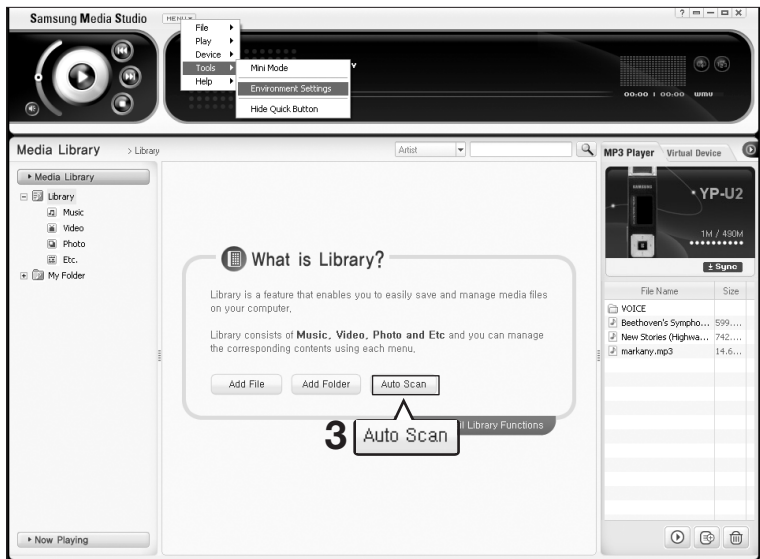 Samsung Media Studio
MENU
File
Play
Device
Tools
Help
Mini Mode
Environment Settings
Hide Quick Button
00:00 I 00:00 WMV
Media Library > Library
Artist
MP3 Player Virtual Device
Media Library
Library
Music
Video
Photo
Etc.
My Folder
SAMSUNG
YP-U2
1M / 490M
Sync
File Name Size
VOICE
Beethoven's Sympho... 599....
New Stories (Highwa... 742....
markany.mp3 14.6...
What is Library?
Library is a feature that enables you to easily save and manage media files
on your computer.
Library consists of Music, Video, Photo and Etc and you can manage
the corresponding contents using each menu.
Add File Add Folder Auto Scan
3 Auto Scan
Library Functions
Now Playing